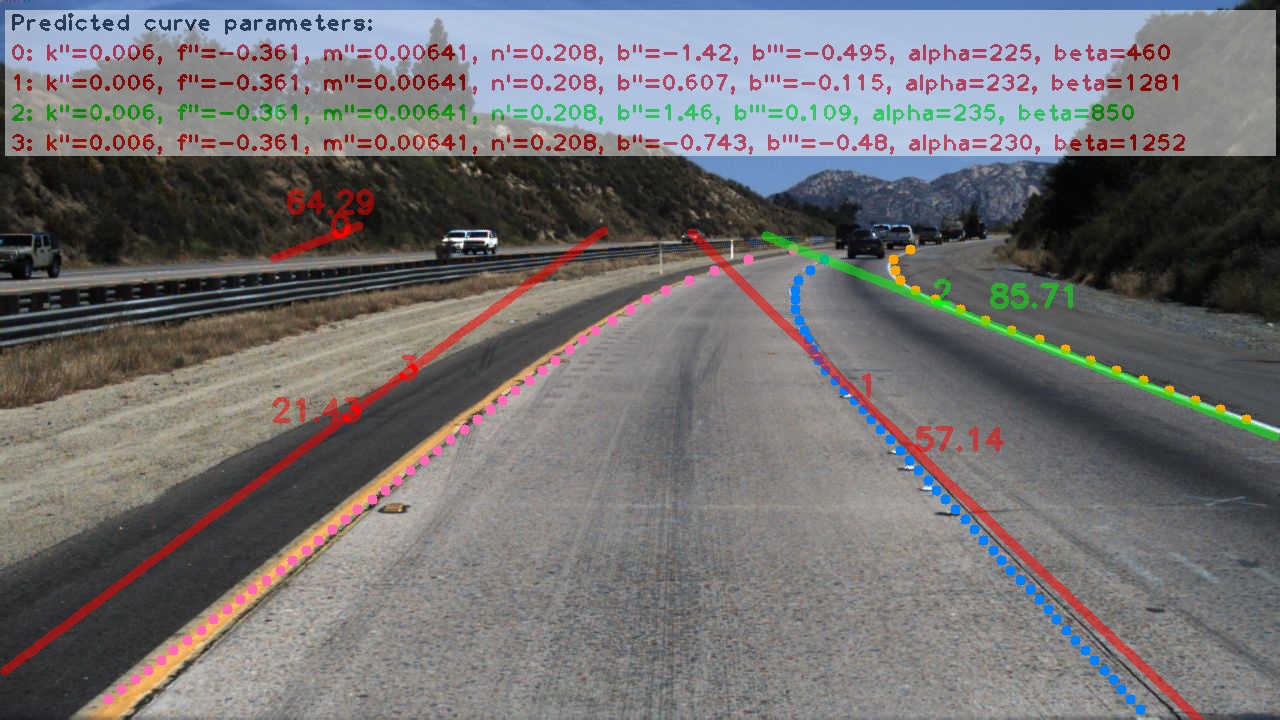 Predicted curve parameters:
0: k''=0.006, f''=-0.361, m''=0.00641, n'=0.208, b''=-1.42, b'''=-0.495, alpha=225, beta=460
1: k''=0.006, f''=-0.361, m''=0.00641, n'=0.208, b''=0.607, b'''=-0.115, alpha=232, beta=1281
2: k''=0.006, f''=-0.361, m''=0.00641, n'=0.208, b''=1.46, b'''=0.109, alpha=235, beta=850
3: k''=0.006, f''=-0.361, m''=0.00641, n'=0.208, b''=-0.743, b'''=-0.48, alpha=230, beta=1252
64.29
0
2 85.71
3
1
21.43
57.14